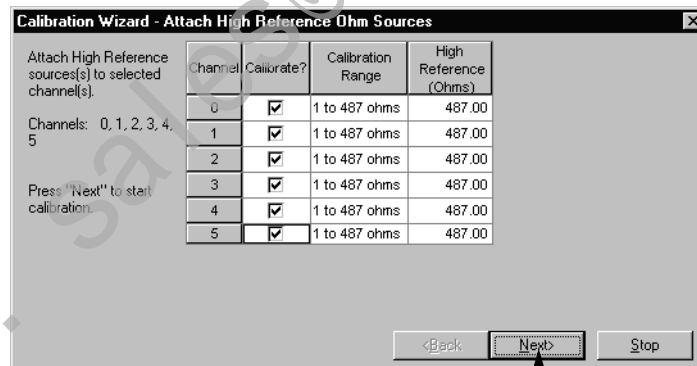 Calibration Wizard - Attach High Reference Ohm Sources
Attach High Reference
sources(s) to selected
channel(s).
Channels: 0, 1, 2, 3, 4,
5
Press "Next" to start
calibration.
Channel Calibrate? Calibration Range High Reference (Ohms)
0 1 to 487 ohms 487.00
1 1 to 487 ohms 487.00
2 1 to 487 ohms 487.00
3 1 to 487 ohms 487.00
4 1 to 487 ohms 487.00
5 1 to 487 ohms 487.00
<Back Next> Stop
sales@